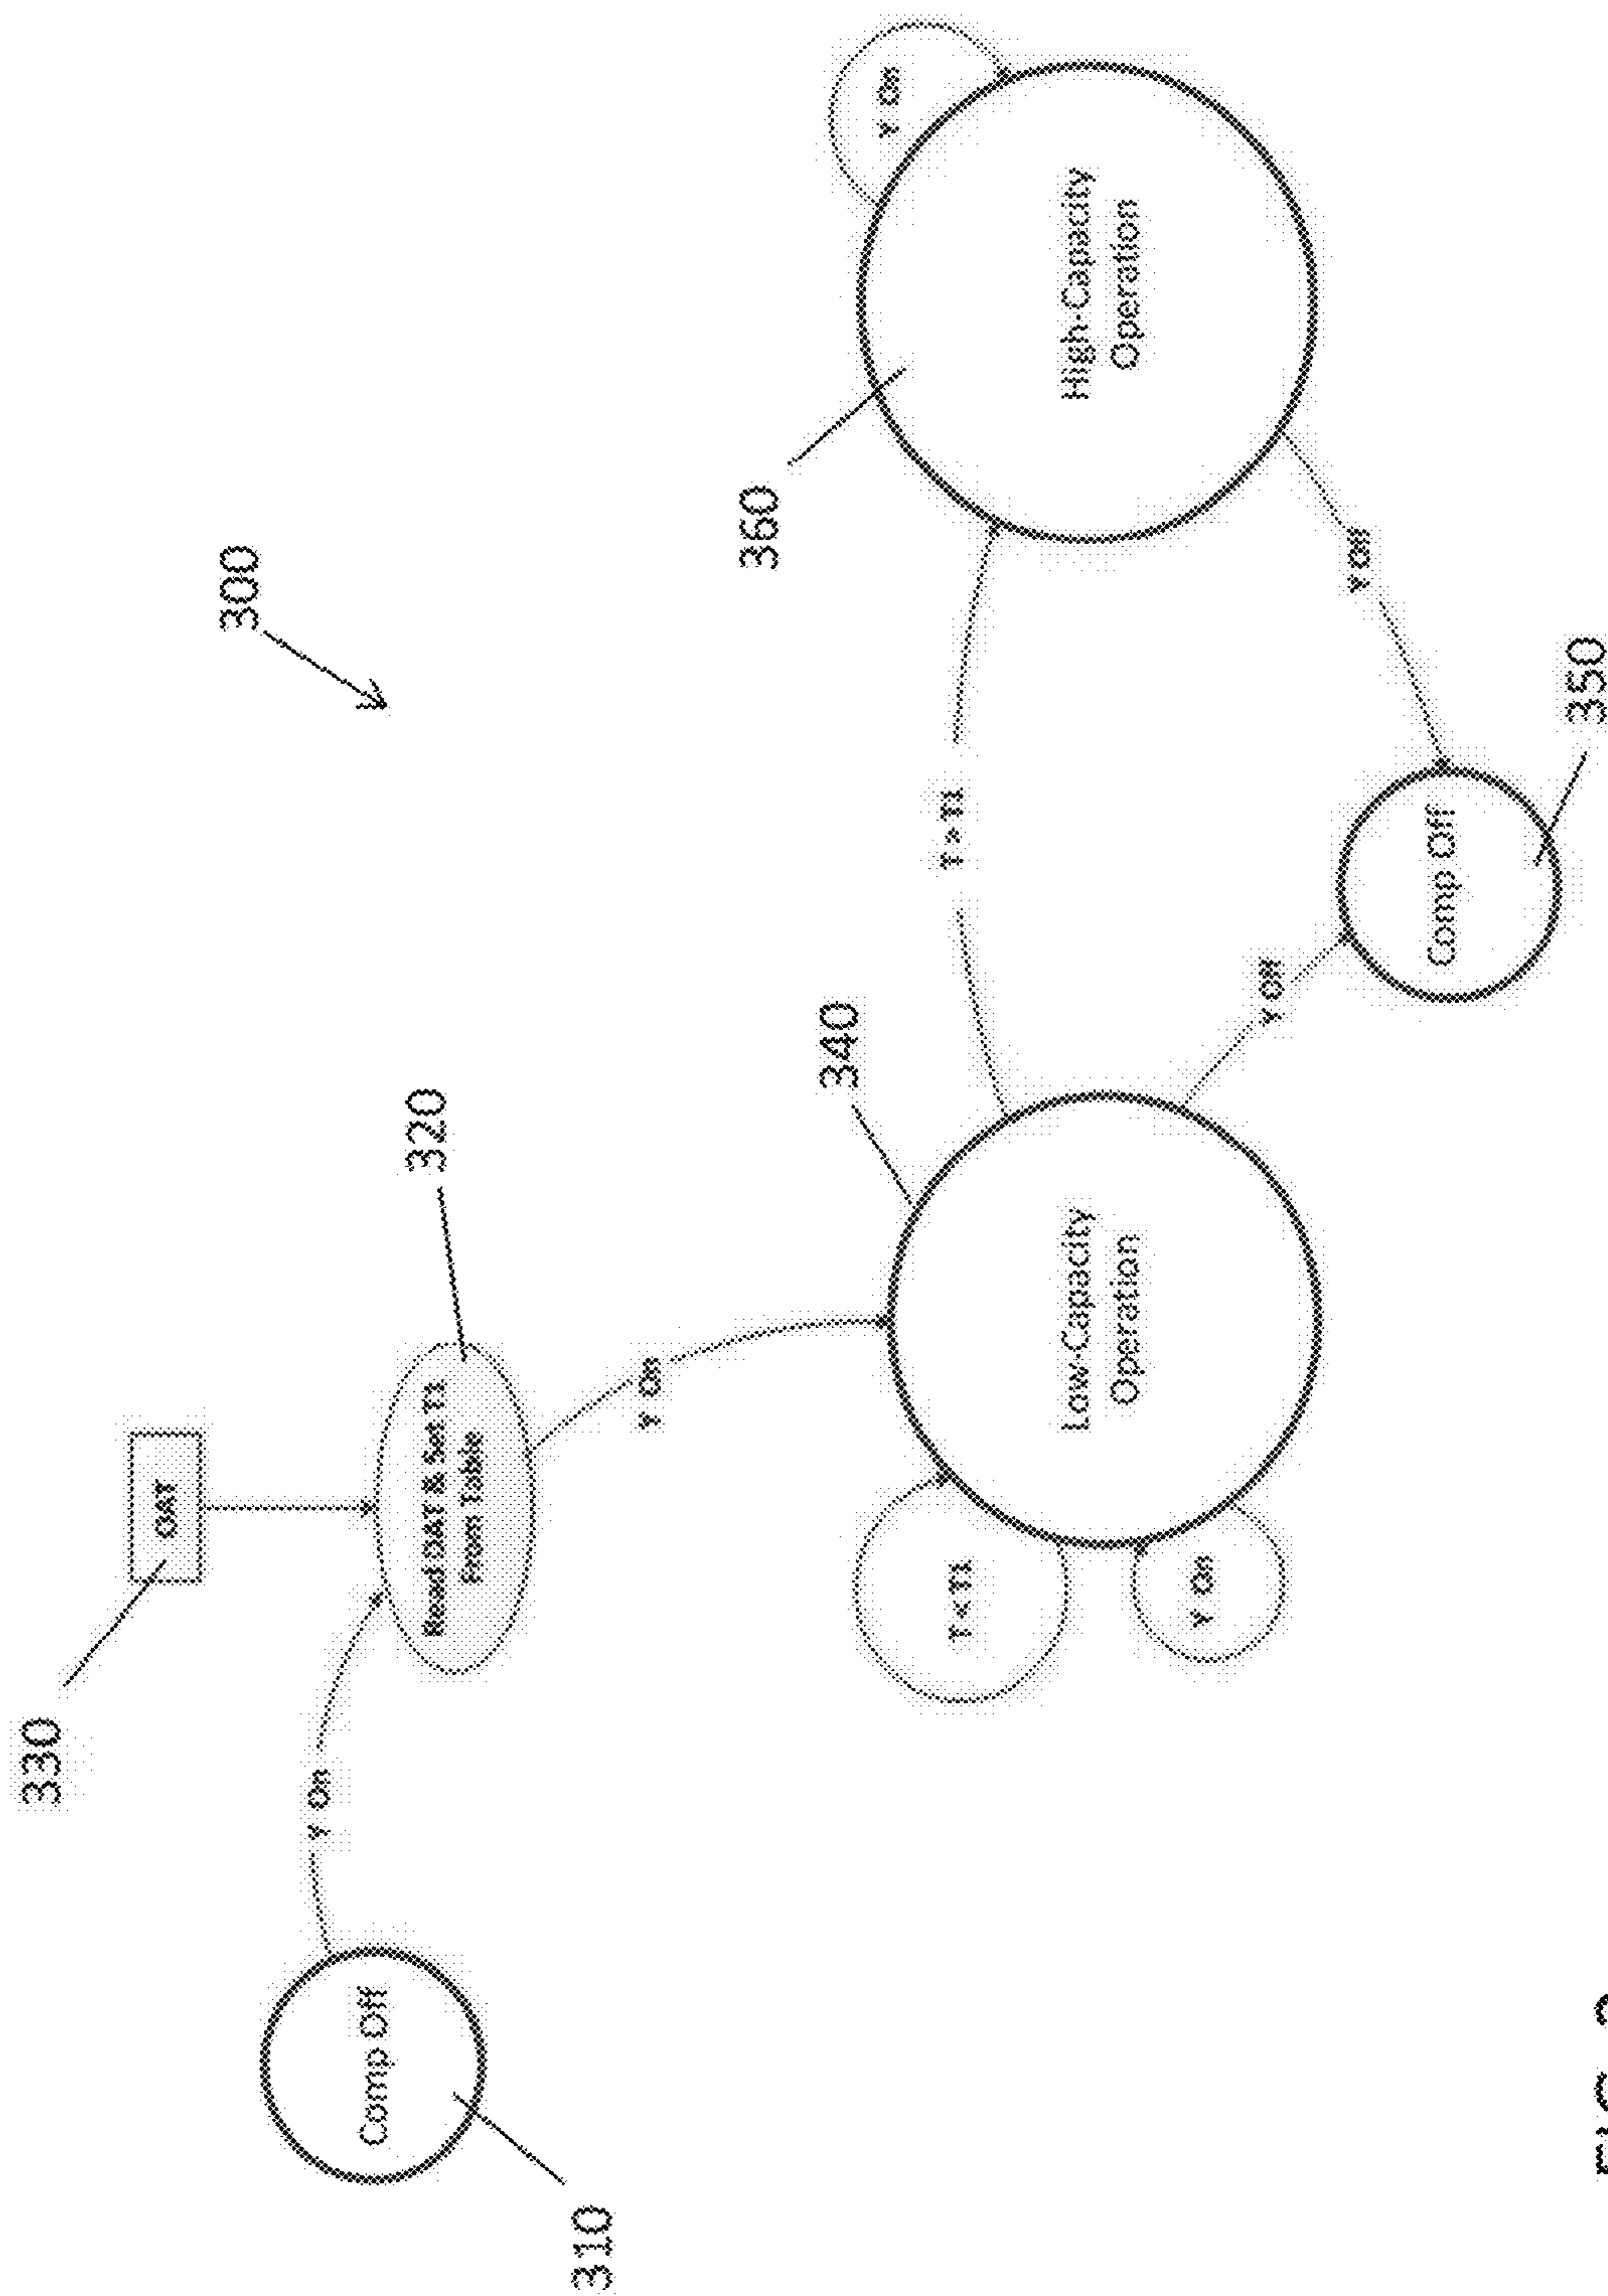 300
330
OAT
320
Read OAT & Set T1
From Table
Y On
Comp Off
310
Y On
340
T < T1
Y On
Low-Capacity
Operation
T > T1
360
Y On
High-Capacity
Operation
Y Off
Y Off
Comp Off
350